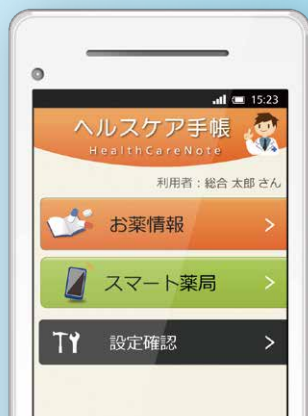 15:23
ヘルスケア手帳
HealthCareNote
利用者：総合 太郎 さん
お薬情報
スマート薬局
設定確認